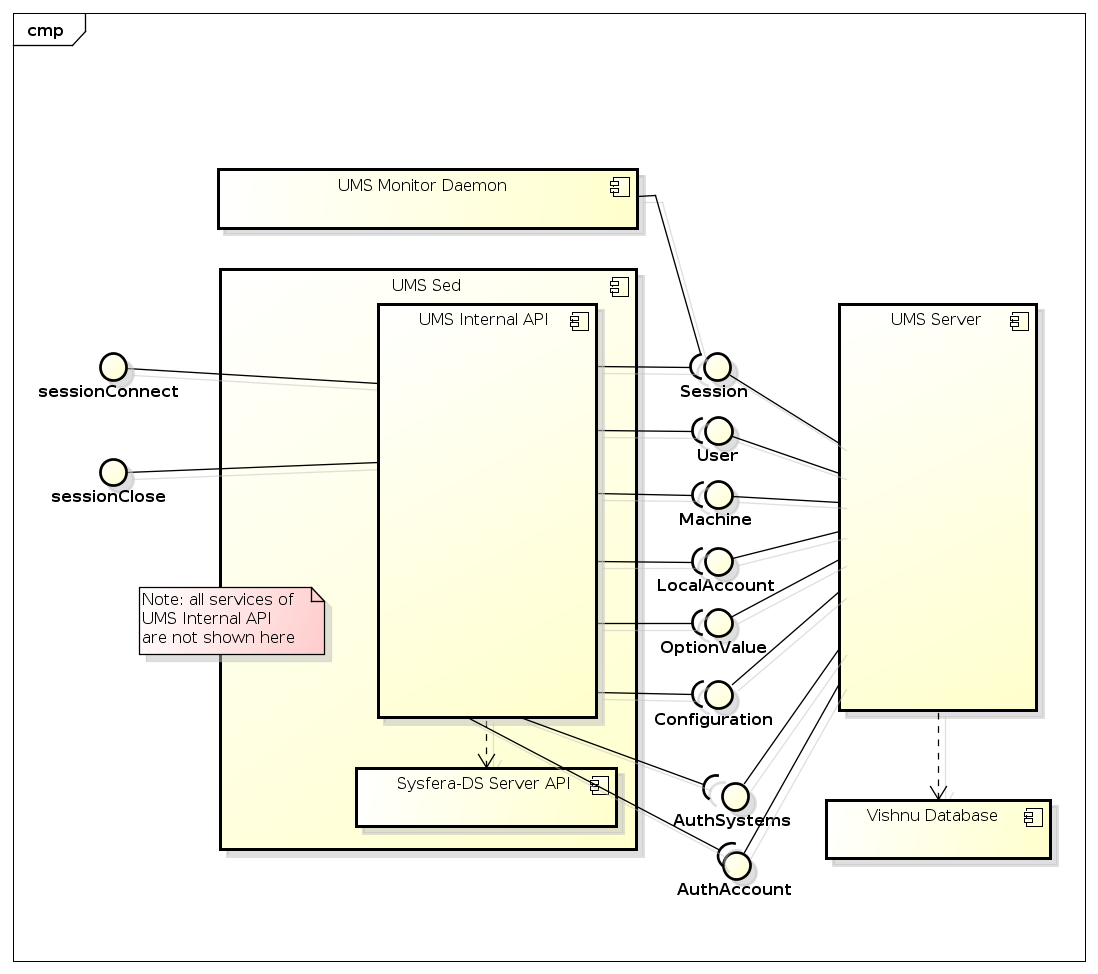 cmp
UMS Monitor Daemon
UMS Sed
UMS Internal API
UMS Server
sessionConnect
Session
User
sessionClose
Machine
LocalAccount
Note: all services of
UMS Internal API
are not shown here
OptionValue
Configuration
Sysfera-DS Server API
AuthSystems
Vishnu Database
AuthAccount